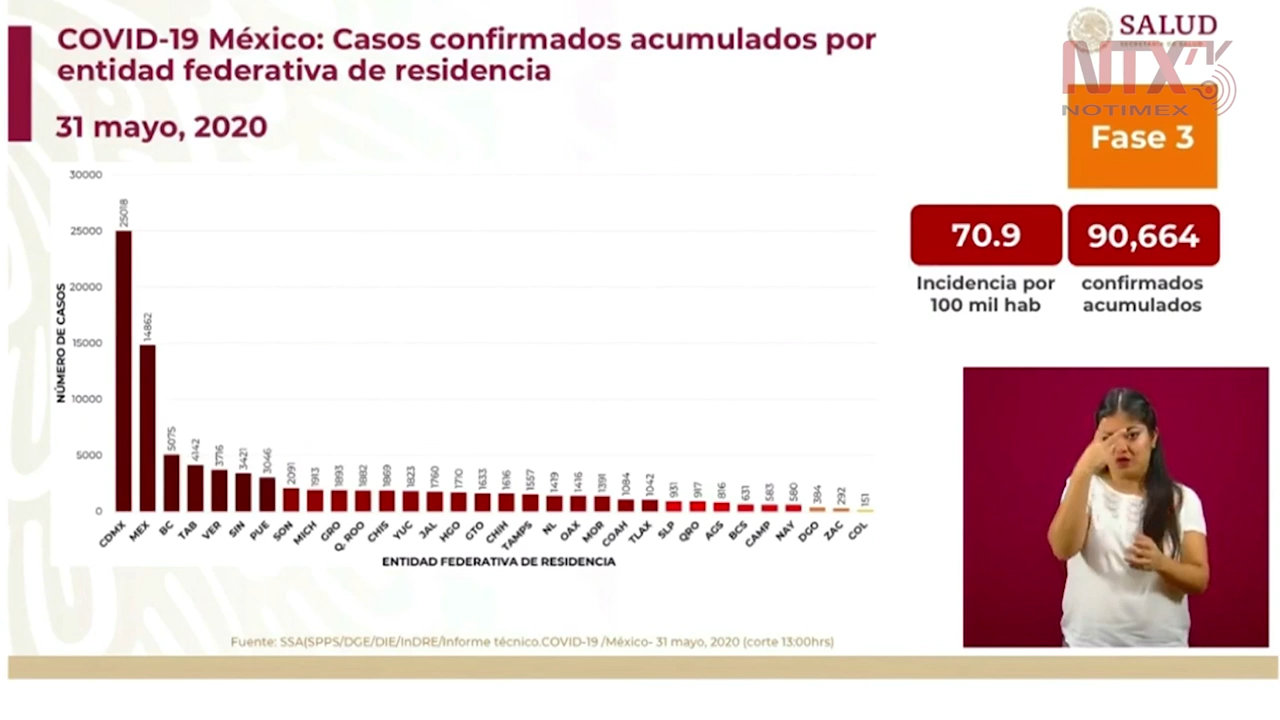 COVID-19 México: Casos confirmados acumulados por
entidad federativa de residencia
31 mayo, 2020
SALUD
SECRETARÍA DE SALUD
NTX
NOTIMEX
Fase 3
70.9
Incidencia por
100 mil hab
90,664
confirmados
acumulados
NÚMERO DE CASOS
30000
25000
20000
15000
10000
5000
0
25018
14862
5075
4142
3716
3421
3046
2091
1913
1893
1882
1869
1823
1760
1710
1633
1616
1557
1419
1416
1391
1084
1042
931
917
816
631
583
580
384
292
151
CDMX
MEX
BC
TAB
VER
SIN
PUE
SON
MICH
GRO
Q. ROO
CHIS
YUC
JAL
HGO
GTO
CHIH
TAMPS
NL
OAX
MOR
COAH
TLAX
SLP
QRO
AGS
BCS
CAMP
NAY
DGO
ZAC
COL
ENTIDAD FEDERATIVA DE RESIDENCIA
Fuente: SSA(SPPS/DGE/DIE/InDRE/Informe técnico.COVID-19 /México- 31 mayo, 2020 (corte 13:00hrs)